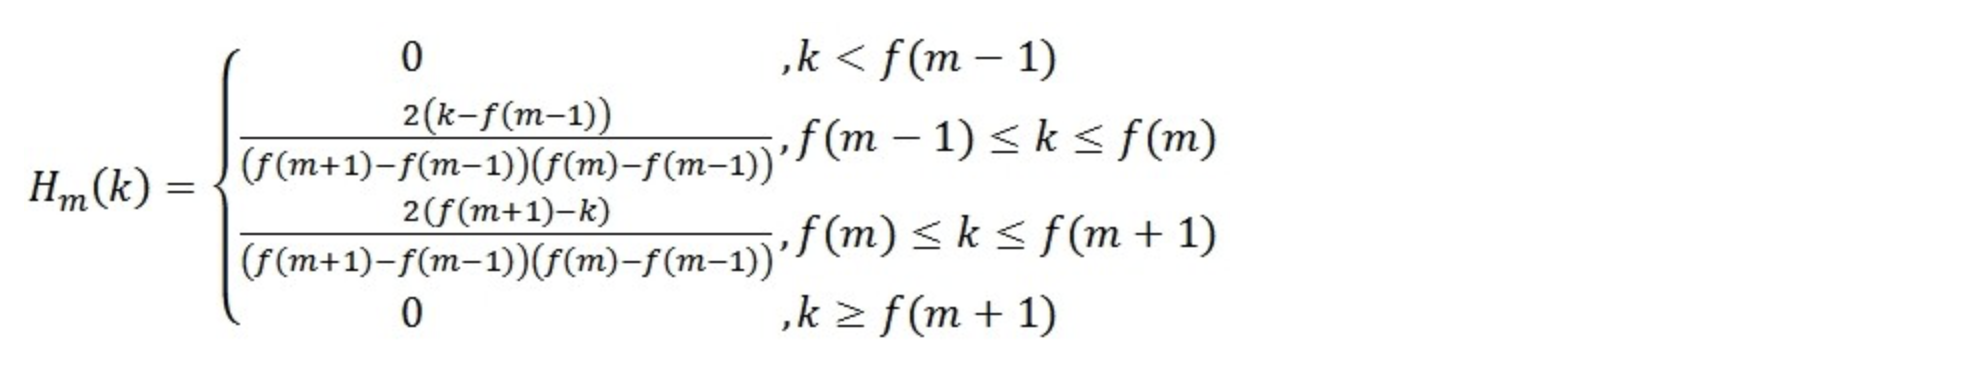 0 ,k < f(m − 1)
2(k−f(m−1))
(f(m+1)−f(m−1))(f(m)−f(m−1)) ,f(m − 1) ≤ k ≤ f(m)
H_m(k) = {
2(f(m+1)−k)
(f(m+1)−f(m−1))(f(m)−f(m−1)) ,f(m) ≤ k ≤ f(m + 1)
0 ,k ≥ f(m + 1)